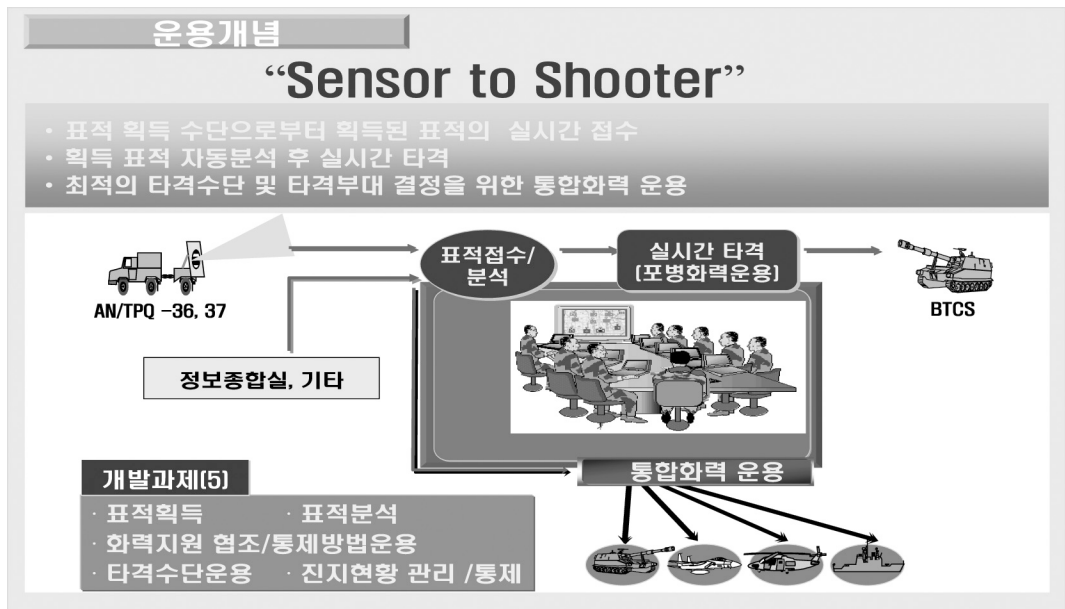 운용개념
“Sensor to Shooter”
• 표적 획득 수단으로부터 획득된 표적의 실시간 접수
• 획득 표적 자동분석 후 실시간 타격
• 최적의 타격수단 및 타격부대 결정을 위한 통합화력 운용
표적접수/
분석
실시간 타격
(포병화력운용)
AN/TPQ -36, 37
BTCS
정보종합실, 기타
통합화력 운용
개발과제(5)
· 표적획득 · 표적분석
· 화력지원 협조/통제방법운용
· 타격수단운용 · 진지현황 관리 /통제